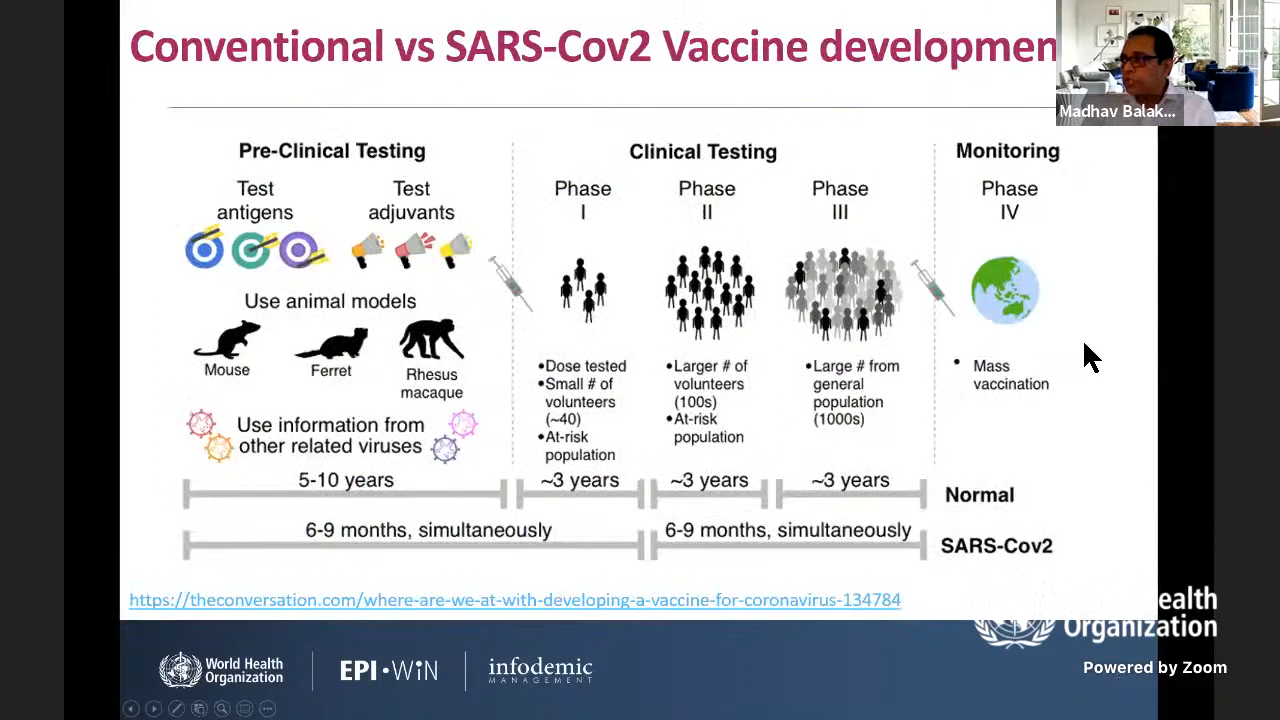 Conventional vs SARS-Cov2 Vaccine developmen
Madhav Balak...
Pre-Clinical Testing
Clinical Testing
Monitoring
Test
antigens
Test
adjuvants
Phase
I
Phase
II
Phase
III
Phase
IV
Use animal models
Mouse
Ferret
Rhesus
macaque
Use information from
other related viruses
•Dose tested
•Small # of
volunteers
(~40)
•At-risk
population
•Larger # of
volunteers
(100s)
•At-risk
population
•Large # from
general
population
(1000s)
• Mass
vaccination
5-10 years
~3 years
~3 years
~3 years
Normal
6-9 months, simultaneously
6-9 months, simultaneously
SARS-Cov2
https://theconversation.com/where-are-we-at-with-developing-a-vaccine-for-coronavirus-134784
ealth
Organization
Powered by Zoom
World Health
Organization
EPI•WiN
infodemic
MANAGEMENT